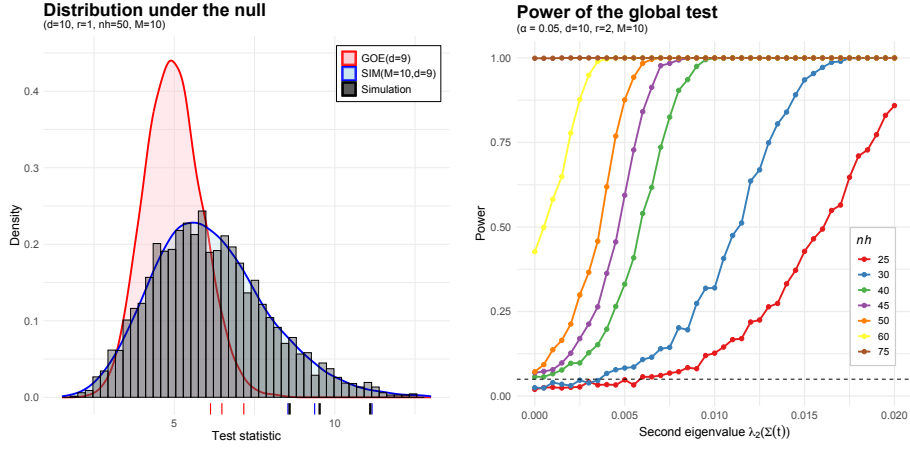 Distribution under the null
(d=10, r=1, nh=50, M=10)
GOE(d=9)
SIM(M=10,d=9)
Simulation
Density
0.4
0.3
0.2
0.1
0.0
5
10
Test statistic
Power of the global test
(α = 0.05, d=10, r=2, M=10)
Power
1.00
0.75
0.50
0.25
0.00
nh
25
30
40
45
50
60
75
0.000
0.005
0.010
0.015
0.020
Second eigenvalue λ₂(Σ(t))